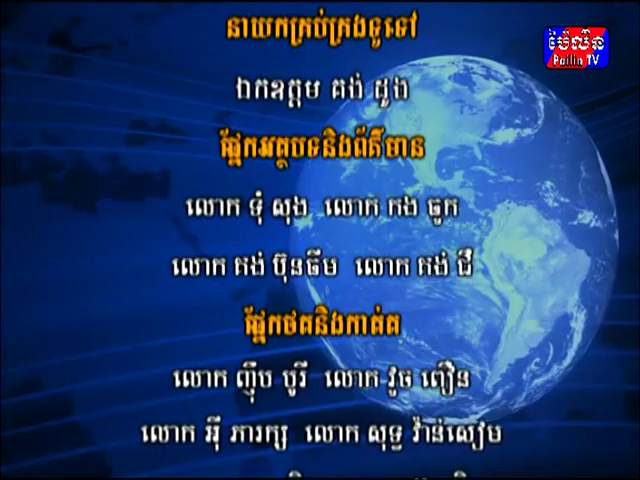 នាយកគ្រប់គ្រងទូទៅ
ប៉ៃលិន
Pailin TV
ឯកឧត្តម គង់ ដួង
ផ្នែកអត្ថបទនិងព័ត៌មាន
លោក ទុំ សុង លោក កង ធូក
លោក គង់ ប៊ុនធឹម លោក គង់ ជី
ផ្នែកថតនិងកាត់ត
លោក ញ៉ឹប បូរី លោក វូច ពឿន
លោក អ៊ី ភារក្ស លោក សុទ្ធ វ៉ាន់សៀម